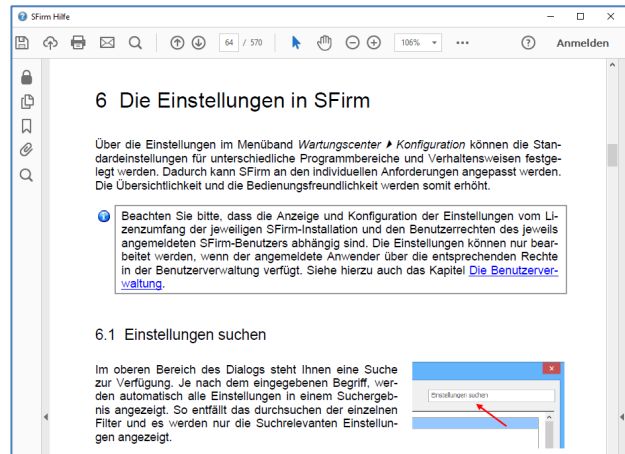 SFirm Hilfe
64 / 570
106%
Anmelden
6 Die Einstellungen in SFirm
Über die Einstellungen im Menüband Wartungscenter ▶ Konfiguration können die Stan-
dardeinstellungen für unterschiedliche Programmbereiche und Verhaltensweisen festge-
legt werden. Dadurch kann SFirm an den individuellen Anforderungen angepasst werden.
Die Übersichtlichkeit und die Bedienungsfreundlichkeit werden somit erhöht.
Beachten Sie bitte, dass die Anzeige und Konfiguration der Einstellungen vom Li-
zenzumfang der jeweiligen SFirm-Installation und den Benutzerrechten des jeweils
angemeldeten SFirm-Benutzers abhängig sind. Die Einstellungen können nur bear-
beitet werden, wenn der angemeldete Anwender über die entsprechenden Rechte
in der Benutzerverwaltung verfügt. Siehe hierzu auch das Kapitel Die Benutzerver-
waltung.
6.1 Einstellungen suchen
Im oberen Bereich des Dialogs steht Ihnen eine Suche
zur Verfügung. Je nach dem eingegebenen Begriff, wer-
den automatisch alle Einstellungen in einem Suchergeb-
nis angezeigt. So entfällt das durchsuchen der einzelnen
Filter und es werden nur die Suchrelevanten Einstellun-
gen angezeigt.
Einstellungen suchen